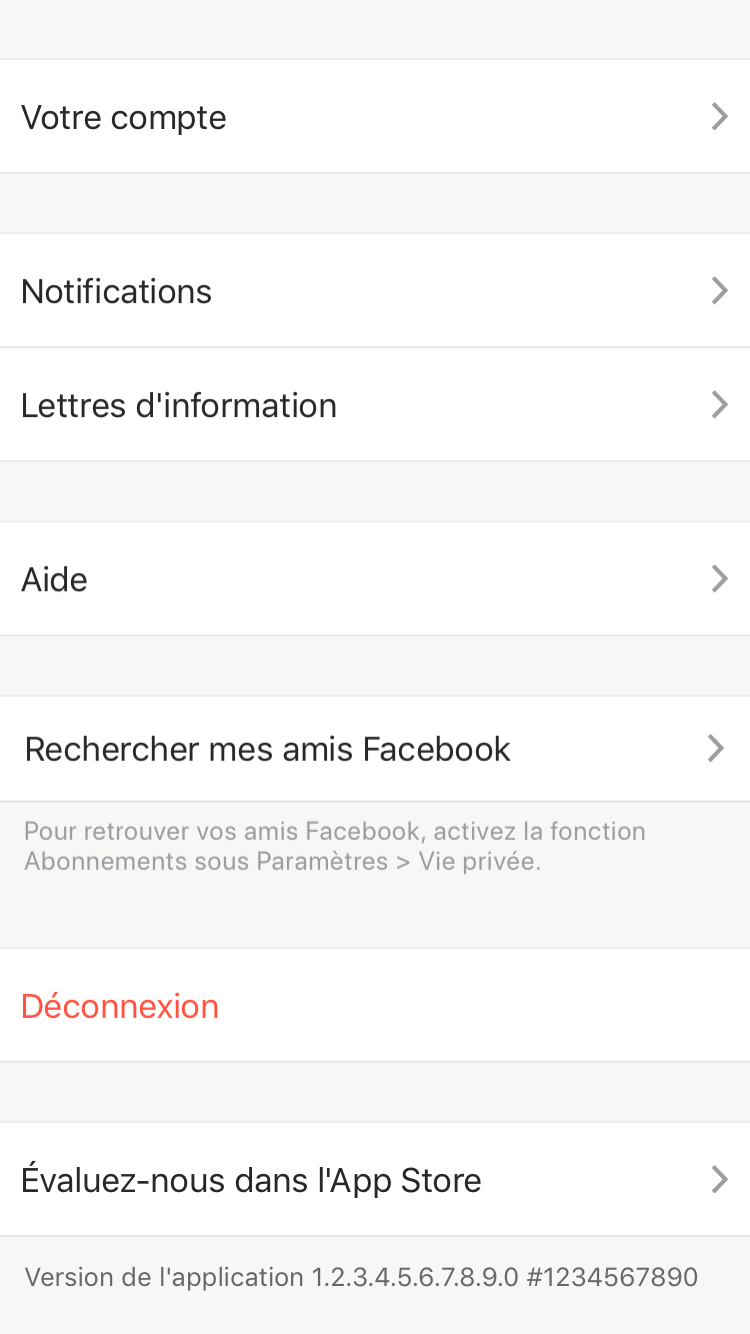 Votre compte
Notifications
Lettres d'information
Aide
Rechercher mes amis Facebook
Pour retrouver vos amis Facebook, activez la fonction
Abonnements sous Paramètres > Vie privée.
Déconnexion
Évaluez-nous dans l'App Store
Version de l'application 1.2.3.4.5.6.7.8.9.0 #1234567890